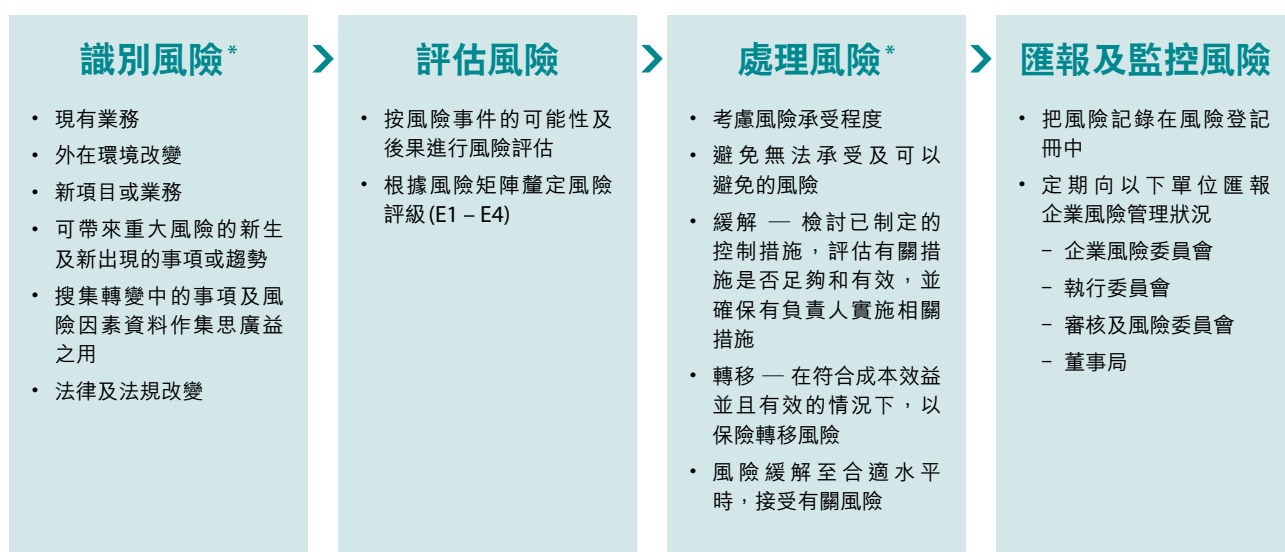 識別風險*
• 現有業務
• 外在環境改變
• 新項目或業務
• 可帶來重大風險的新生
及新出現的事項或趨勢
• 搜集轉變中的事項及風
險因素資料作集思廣益
之用
• 法律及法規改變
評估風險
• 按風險事件的可能性及
後果進行風險評估
• 根據風險矩陣釐定風險
評級(E1 – E4)
處理風險*
• 考慮風險承受程度
• 避免無法承受及可以
避免的風險
• 緩解 — 檢討已制定的
控制措施，評估有關措
施是否足夠和有效，並
確保有負責人實施相關
措施
• 轉移 — 在符合成本效益
並且有效的情況下，以
保險轉移風險
• 風險緩解至合適水平
時，接受有關風險
匯報及監控風險
• 把風險記錄在風險登記
冊中
• 定期向以下單位匯報
企業風險管理狀況
– 企業風險委員會
– 執行委員會
– 審核及風險委員會
– 董事局